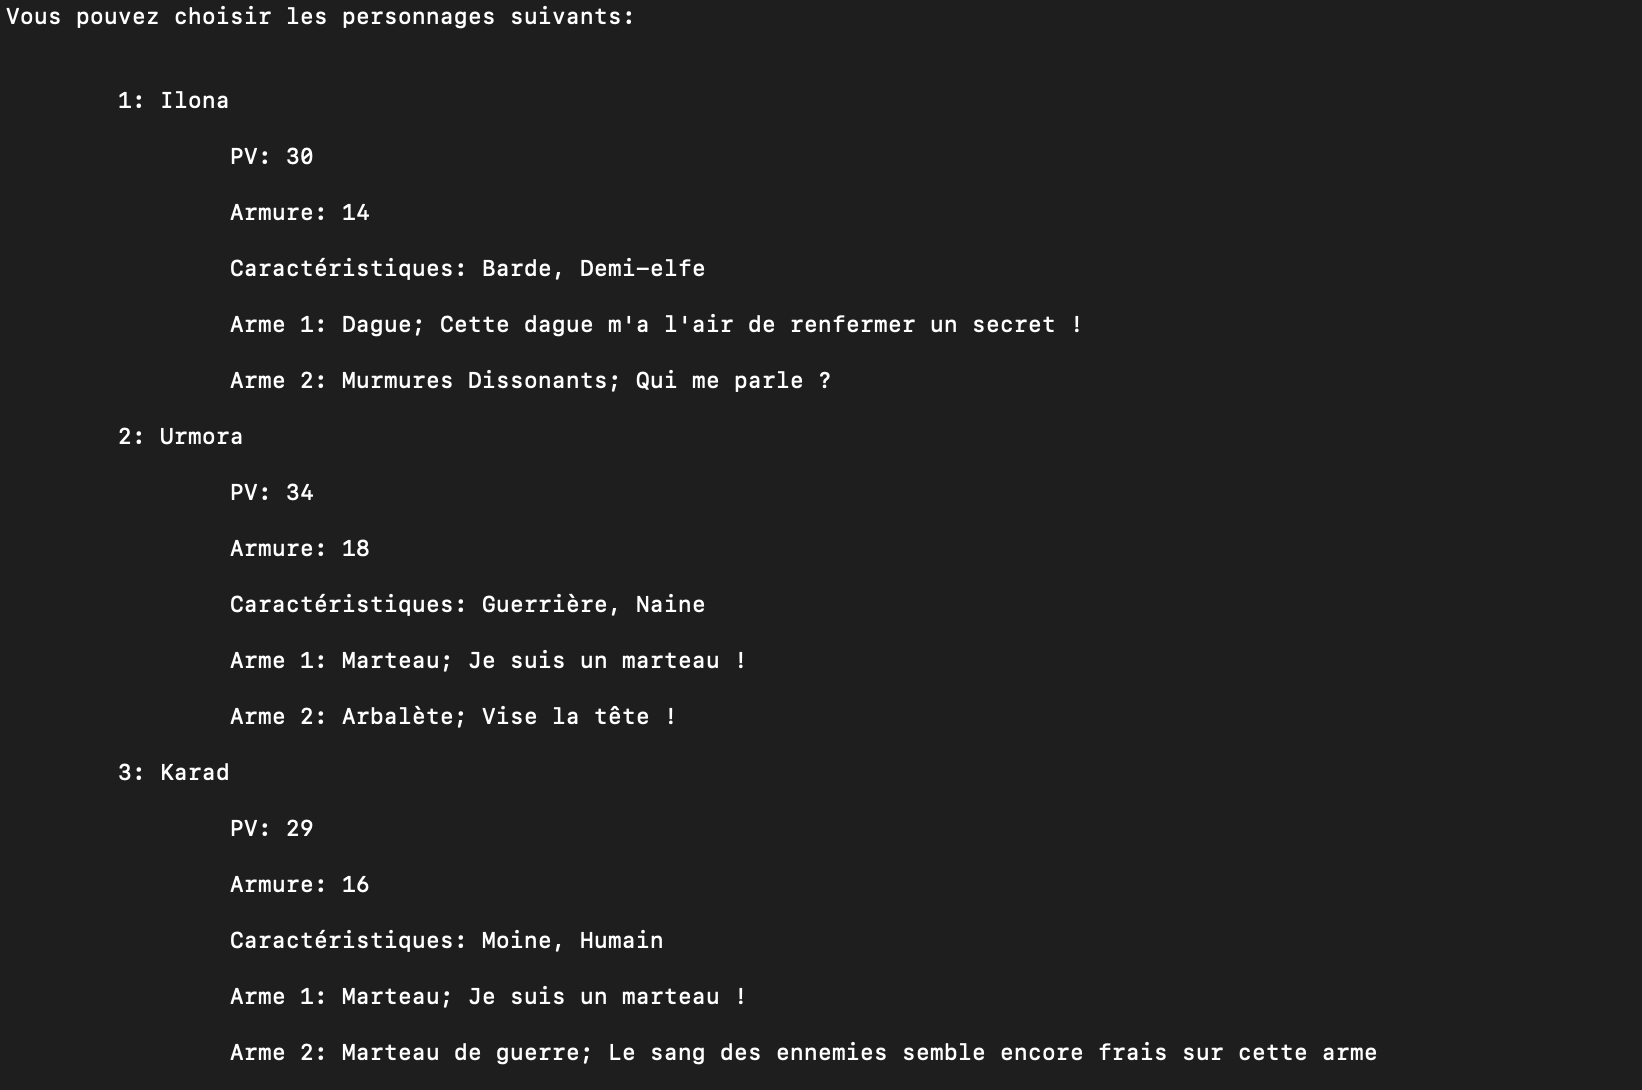 Vous pouvez choisir les personnages suivants:
1: Ilona
PV: 30
Armure: 14
Caractéristiques: Barde, Demi-elfe
Arme 1: Dague; Cette dague m'a l'air de renfermer un secret !
Arme 2: Murmures Dissonants; Qui me parle ?
2: Urmora
PV: 34
Armure: 18
Caractéristiques: Guerrière, Naine
Arme 1: Marteau; Je suis un marteau !
Arme 2: Arbalète; Vise la tête !
3: Karad
PV: 29
Armure: 16
Caractéristiques: Moine, Humain
Arme 1: Marteau; Je suis un marteau !
Arme 2: Marteau de guerre; Le sang des ennemies semble encore frais sur cette arme